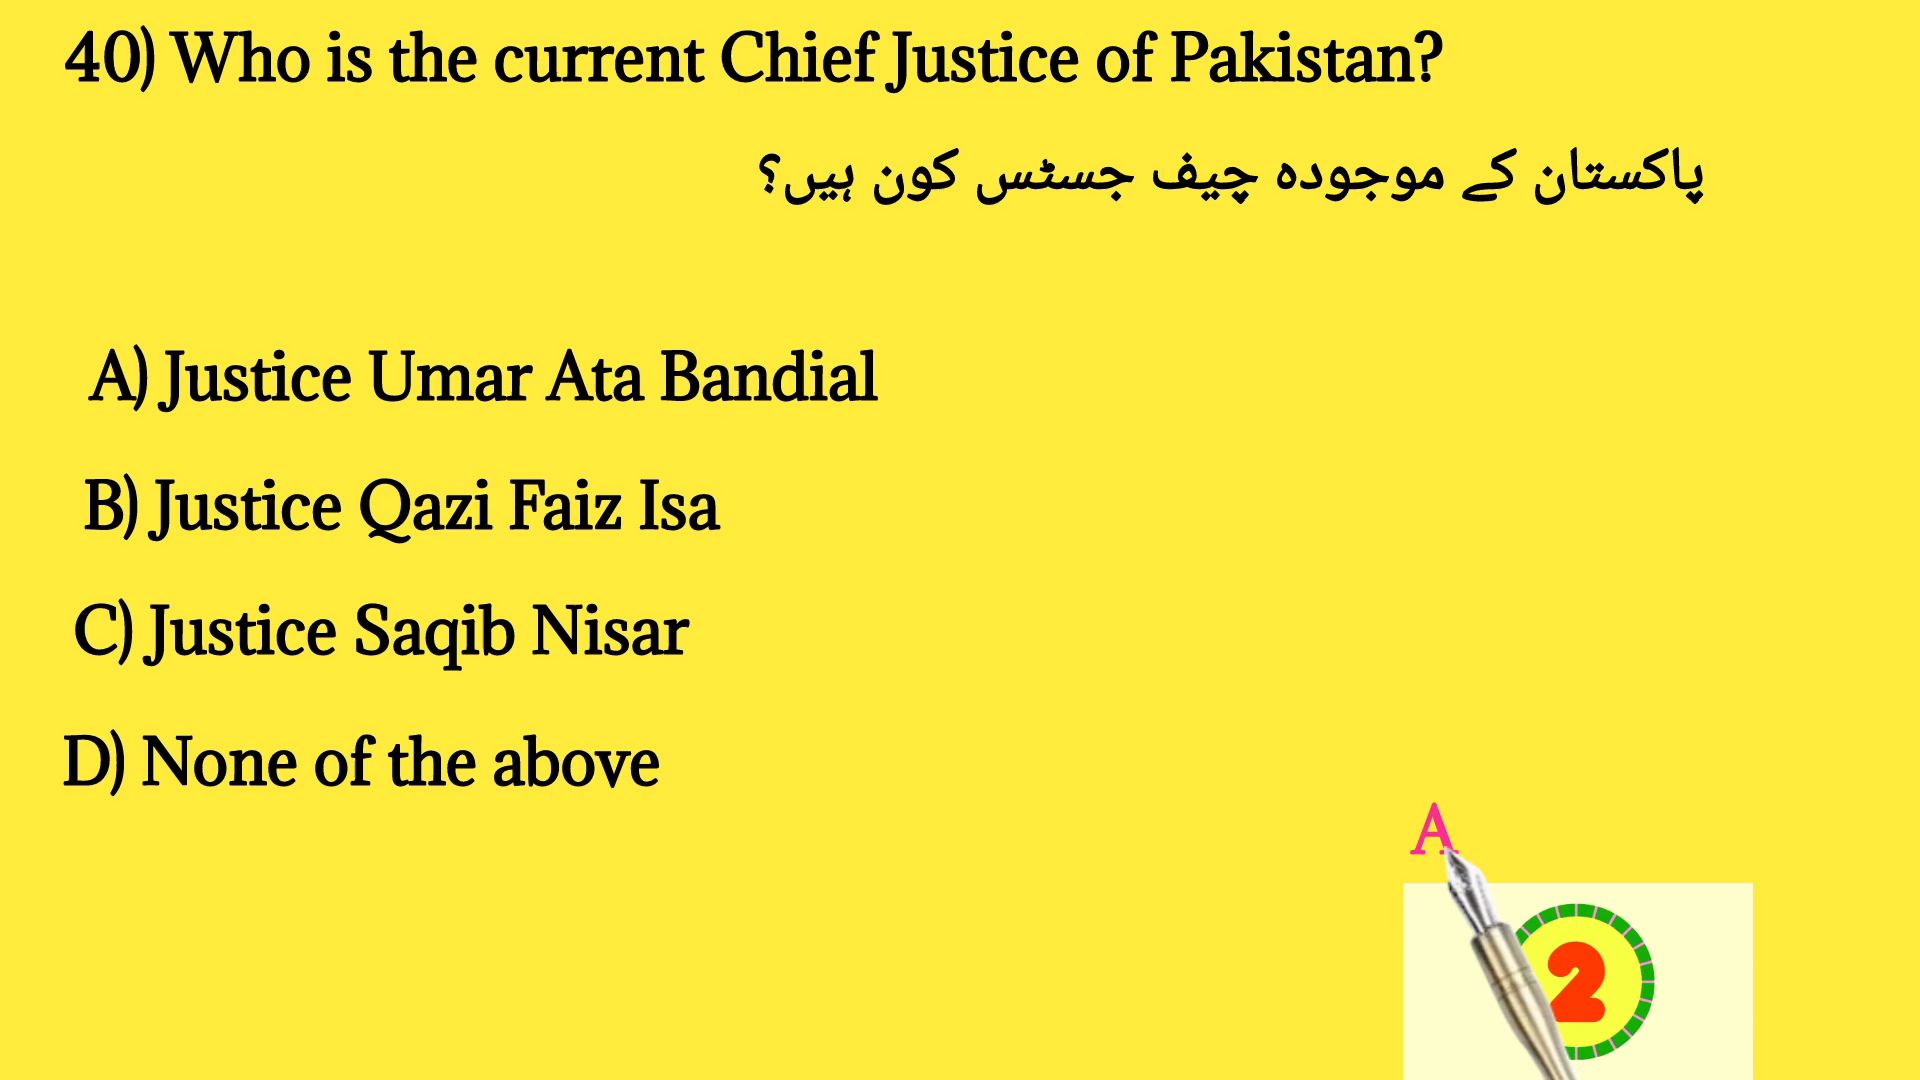 40) Who is the current Chief Justice of Pakistan?
پاکستان کے موجودہ چیف جسٹس کون ہیں؟
A) Justice Umar Ata Bandial
B) Justice Qazi Faiz Isa
C) Justice Saqib Nisar
D) None of the above
A
2